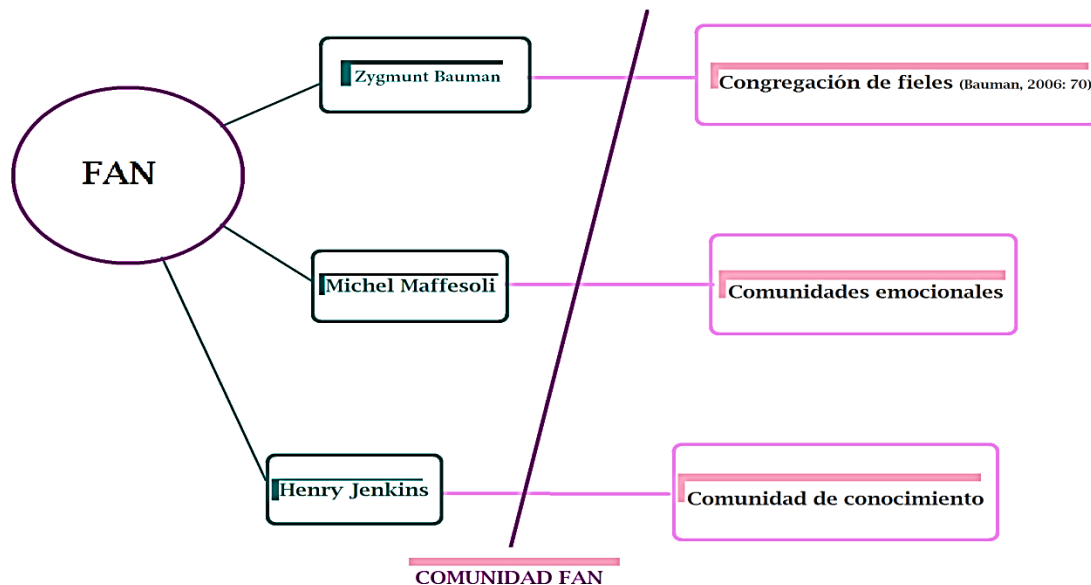 Zygmunt Bauman
Congregación de fieles (Bauman, 2006: 70)
FAN
Michel Maffesoli
Comunidades emocionales
Henry Jenkins
Comunidad de conocimiento
COMUNIDAD FAN